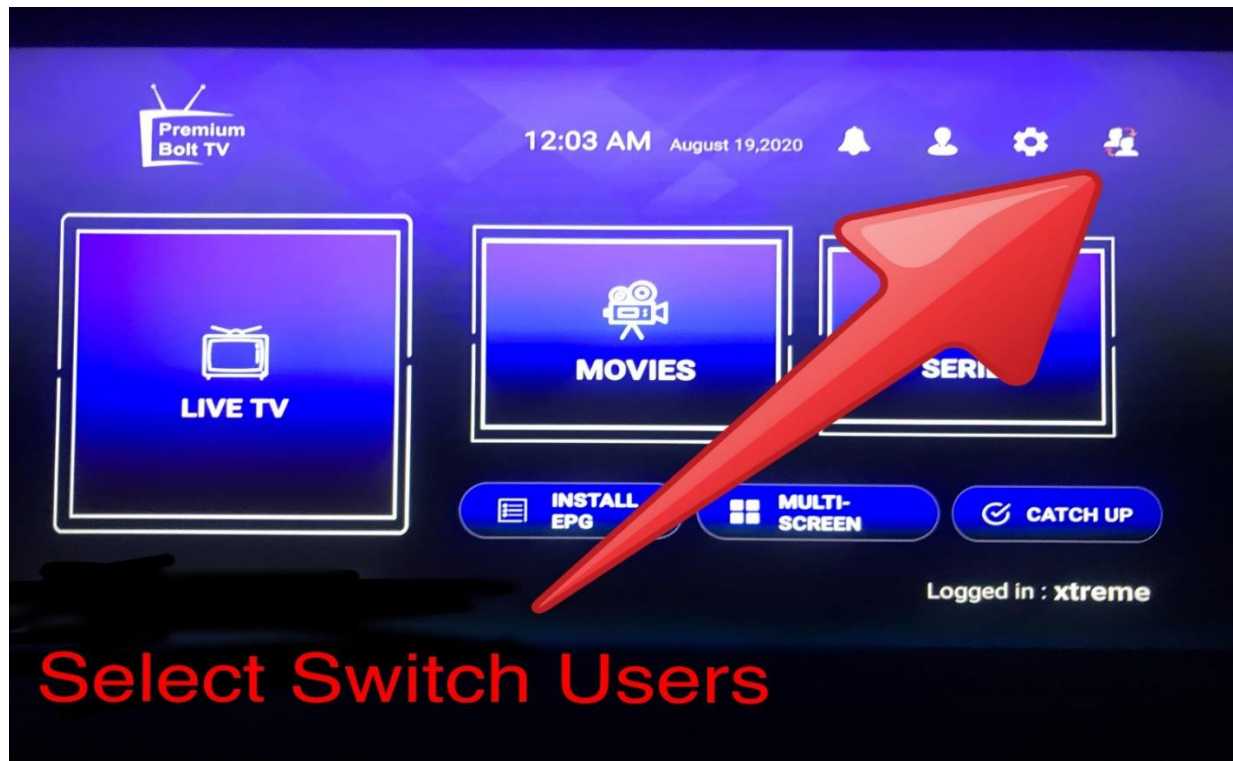 Premium
Bolt TV
12:03 AM August 19,2020
LIVE TV
MOVIES
INSTALL
EPG
MULTI-
SCREEN
CATCH UP
Logged in : xtreme
Select Switch Users